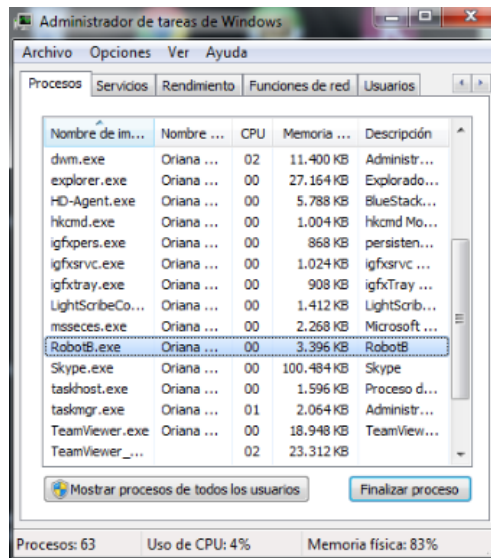 Administrador de tareas de Windows
Archivo Opciones Ver Ayuda
Procesos Servicios Rendimiento Funciones de red Usuarios
Nombre de im... Nombre ... CPU Memoria ... Descripción
dwm.exe Oriana ... 02 11.400 KB Administr...
explorer.exe Oriana ... 00 27.164 KB Explorado...
HD-Agent.exe Oriana ... 00 5.788 KB BlueStack...
hkcmd.exe Oriana ... 00 1.004 KB hkcmd Mo...
igfxpers.exe Oriana ... 00 868 KB persisten...
igfxsrvc.exe Oriana ... 00 1.024 KB igfxsrvc ...
igfxtray.exe Oriana ... 00 908 KB igfxTray ...
LightScribeCo... Oriana ... 00 1.412 KB LightScrib...
msseces.exe Oriana ... 00 2.268 KB Microsoft ...
RobotB.exe Oriana ... 00 3.396 KB RobotB
Skype.exe Oriana ... 00 100.484 KB Skype
taskhost.exe Oriana ... 00 1.596 KB Proceso d...
taskmgr.exe Oriana ... 01 2.064 KB Administr...
TeamViewer.exe Oriana ... 00 18.948 KB TeamView...
TeamViewer_... 02 23.312 KB
Mostrar procesos de todos los usuarios Finalizar proceso
Procesos: 63 Uso de CPU: 4% Memoria física: 83%